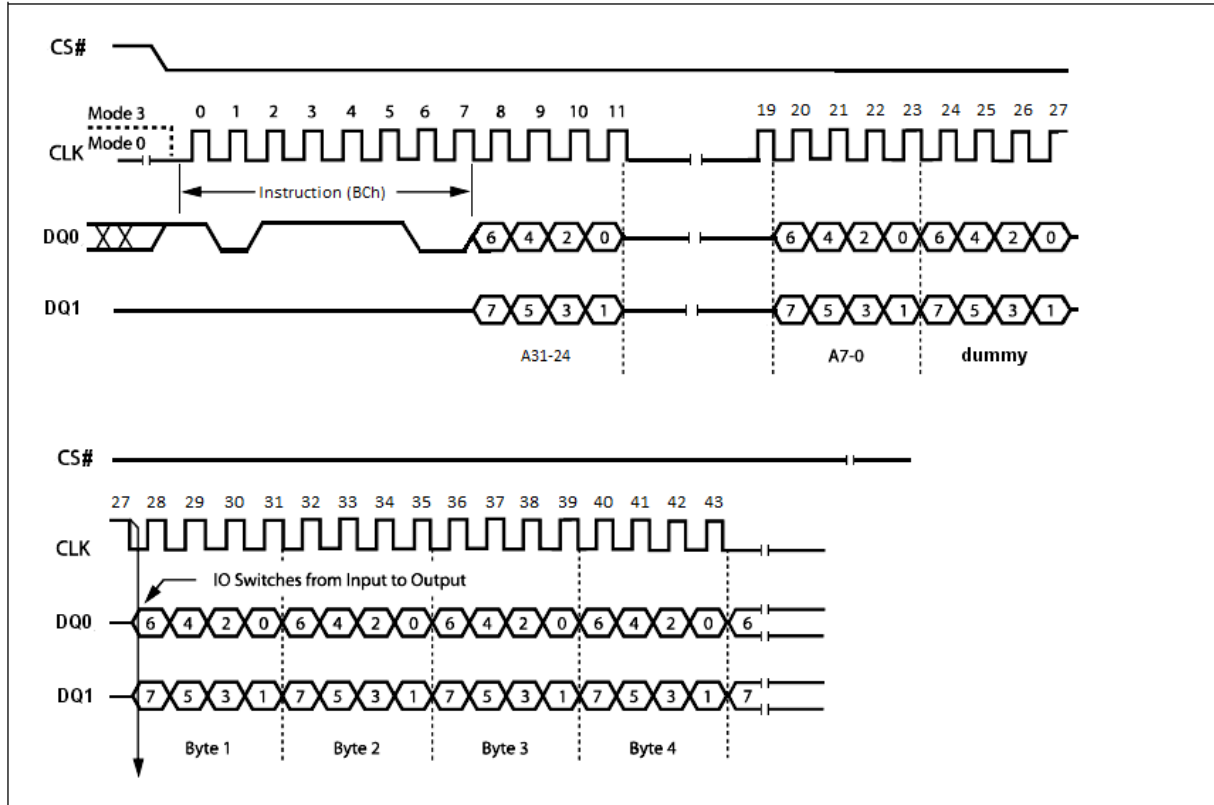 CS#
Mode 3
0 1 2 3 4 5 6 7 8 9 10 11 19 20 21 22 23 24 25 26 27
Mode 0
CLK
Instruction (BCh)
DQ0 6 4 2 0 6 4 2 0 6 4 2 0
DQ1 7 5 3 1 7 5 3 1 7 5 3 1
A31-24 A7-0 dummy
CS#
27 28 29 30 31 32 33 34 35 36 37 38 39 40 41 42 43
CLK
IO Switches from Input to Output
DQ0 6 4 2 0 6 4 2 0 6 4 2 0 6 4 2 0 6
DQ1 7 5 3 1 7 5 3 1 7 5 3 1 7 5 3 1 7
Byte 1 Byte 2 Byte 3 Byte 4